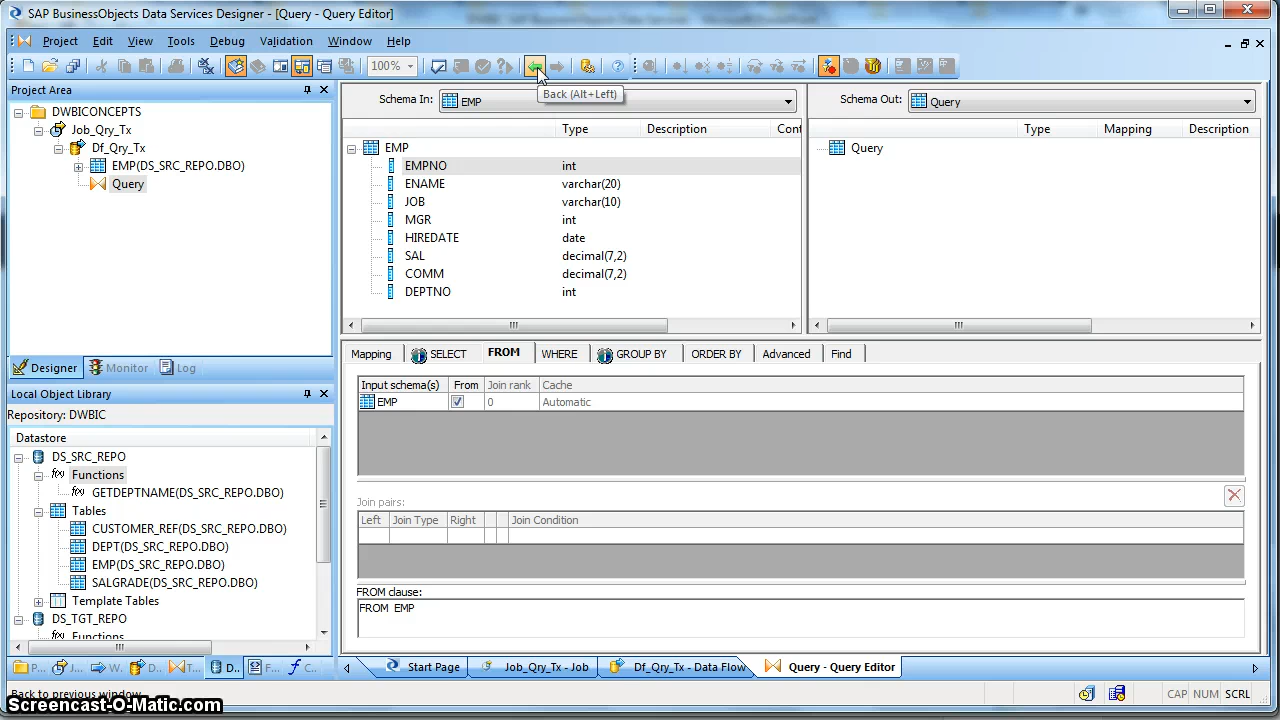 SAP BusinessObjects Data Services Designer - [Query - Query Editor]
Project Edit View Tools Debug Validation Window Help
100%
Back (Alt+Left)
Project Area
DWBICONCEPTS
Job_Qry_Tx
Df_Qry_Tx
EMP(DS_SRC_REPO.DBO)
Query
Designer Monitor Log
Local Object Library
Repository: DWBIC
Datastore
DS_SRC_REPO
Functions
GETDEPTNAME(DS_SRC_REPO.DBO)
Tables
CUSTOMER_REF(DS_SRC_REPO.DBO)
DEPT(DS_SRC_REPO.DBO)
EMP(DS_SRC_REPO.DBO)
SALGRADE(DS_SRC_REPO.DBO)
Template Tables
DS_TGT_REPO
Functions
P... J... W... D... T... D... F... C...
Schema In: EMP
Type Description Cont
EMP
EMPNO int
ENAME varchar(20)
JOB varchar(10)
MGR int
HIREDATE date
SAL decimal(7,2)
COMM decimal(7,2)
DEPTNO int
Schema Out: Query
Type Mapping Description
Query
Mapping SELECT FROM WHERE GROUP BY ORDER BY Advanced Find
Input schema(s) From Join rank Cache
EMP 0 Automatic
Join pairs:
Left Join Type Right Join Condition
FROM clause:
FROM EMP
Start Page Job_Qry_Tx - Job Df_Qry_Tx - Data Flow Query - Query Editor
Back to previous window
CAP NUM SCRL
Screencast-O-Matic.com